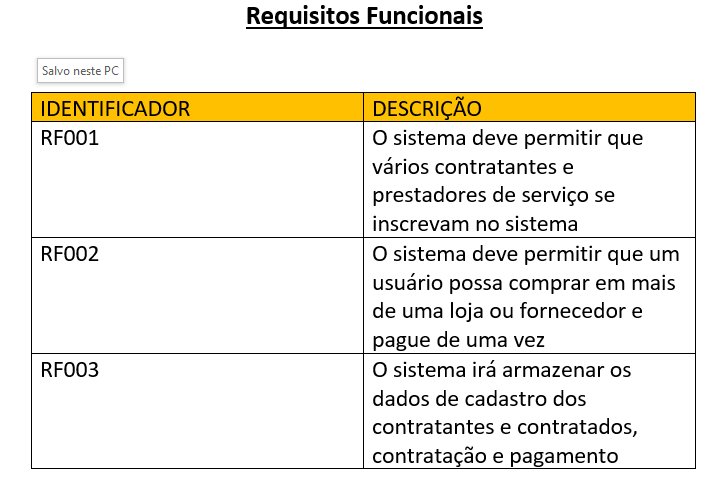 Requisitos Funcionais
Salvo neste PC
IDENTIFICADOR
DESCRIÇÃO
RF001
O sistema deve permitir que
vários contratantes e
prestadores de serviço se
inscrevam no sistema
RF002
O sistema deve permitir que um
usuário possa comprar em mais
de uma loja ou fornecedor e
pague de uma vez
RF003
O sistema irá armazenar os
dados de cadastro dos
contratantes e contratados,
contratação e pagamento